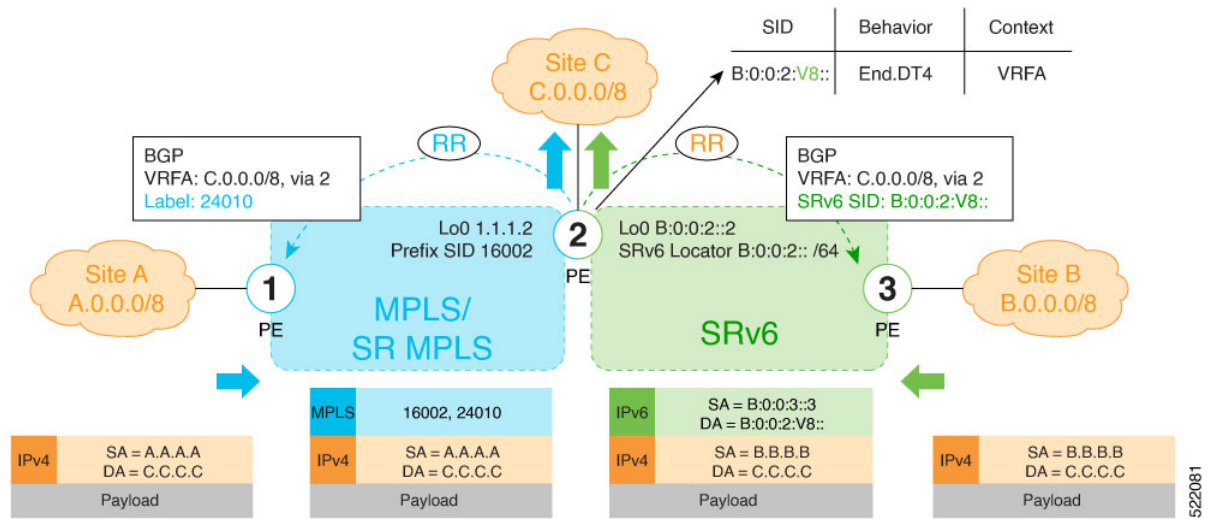 SID Behavior Context
B:0:0:2:V8:: End.DT4 VRFA
Site C
C.0.0.0/8
RR
RR
BGP
VRFA: C.0.0.0/8, via 2
Label: 24010
BGP
VRFA: C.0.0.0/8, via 2
SRv6 SID: B:0:0:2:V8::
Lo0 1.1.1.2
Prefix SID 16002
2
PE
Lo0 B:0:0:2::2
SRv6 Locator B:0:0:2:: /64
Site A
A.0.0.0/8
1
PE
MPLS/
SR MPLS
SRv6
3
PE
Site B
B.0.0.0/8
IPv4
SA = A.A.A.A
DA = C.C.C.C
Payload
MPLS
16002, 24010
IPv4
SA = A.A.A.A
DA = C.C.C.C
Payload
IPv6
SA = B:0:0:3::3
DA = B:0:0:2:V8::
IPv4
SA = B.B.B.B
DA = C.C.C.C
Payload
IPv4
SA = B.B.B.B
DA = C.C.C.C
Payload
522081